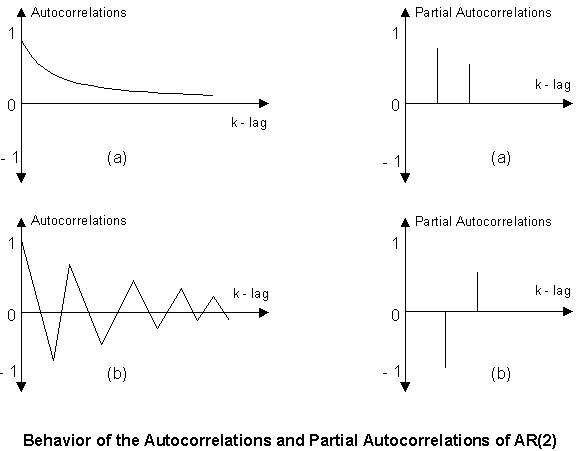 Autocorrelations
1
0
k - lag
- 1
(a)
Partial Autocorrelations
1
k - lag
0
- 1
(a)
Autocorrelations
1
k - lag
0
- 1
(b)
Partial Autocorrelations
1
k - lag
0
- 1
(b)
Behavior of the Autocorrelations and Partial Autocorrelations of AR(2)